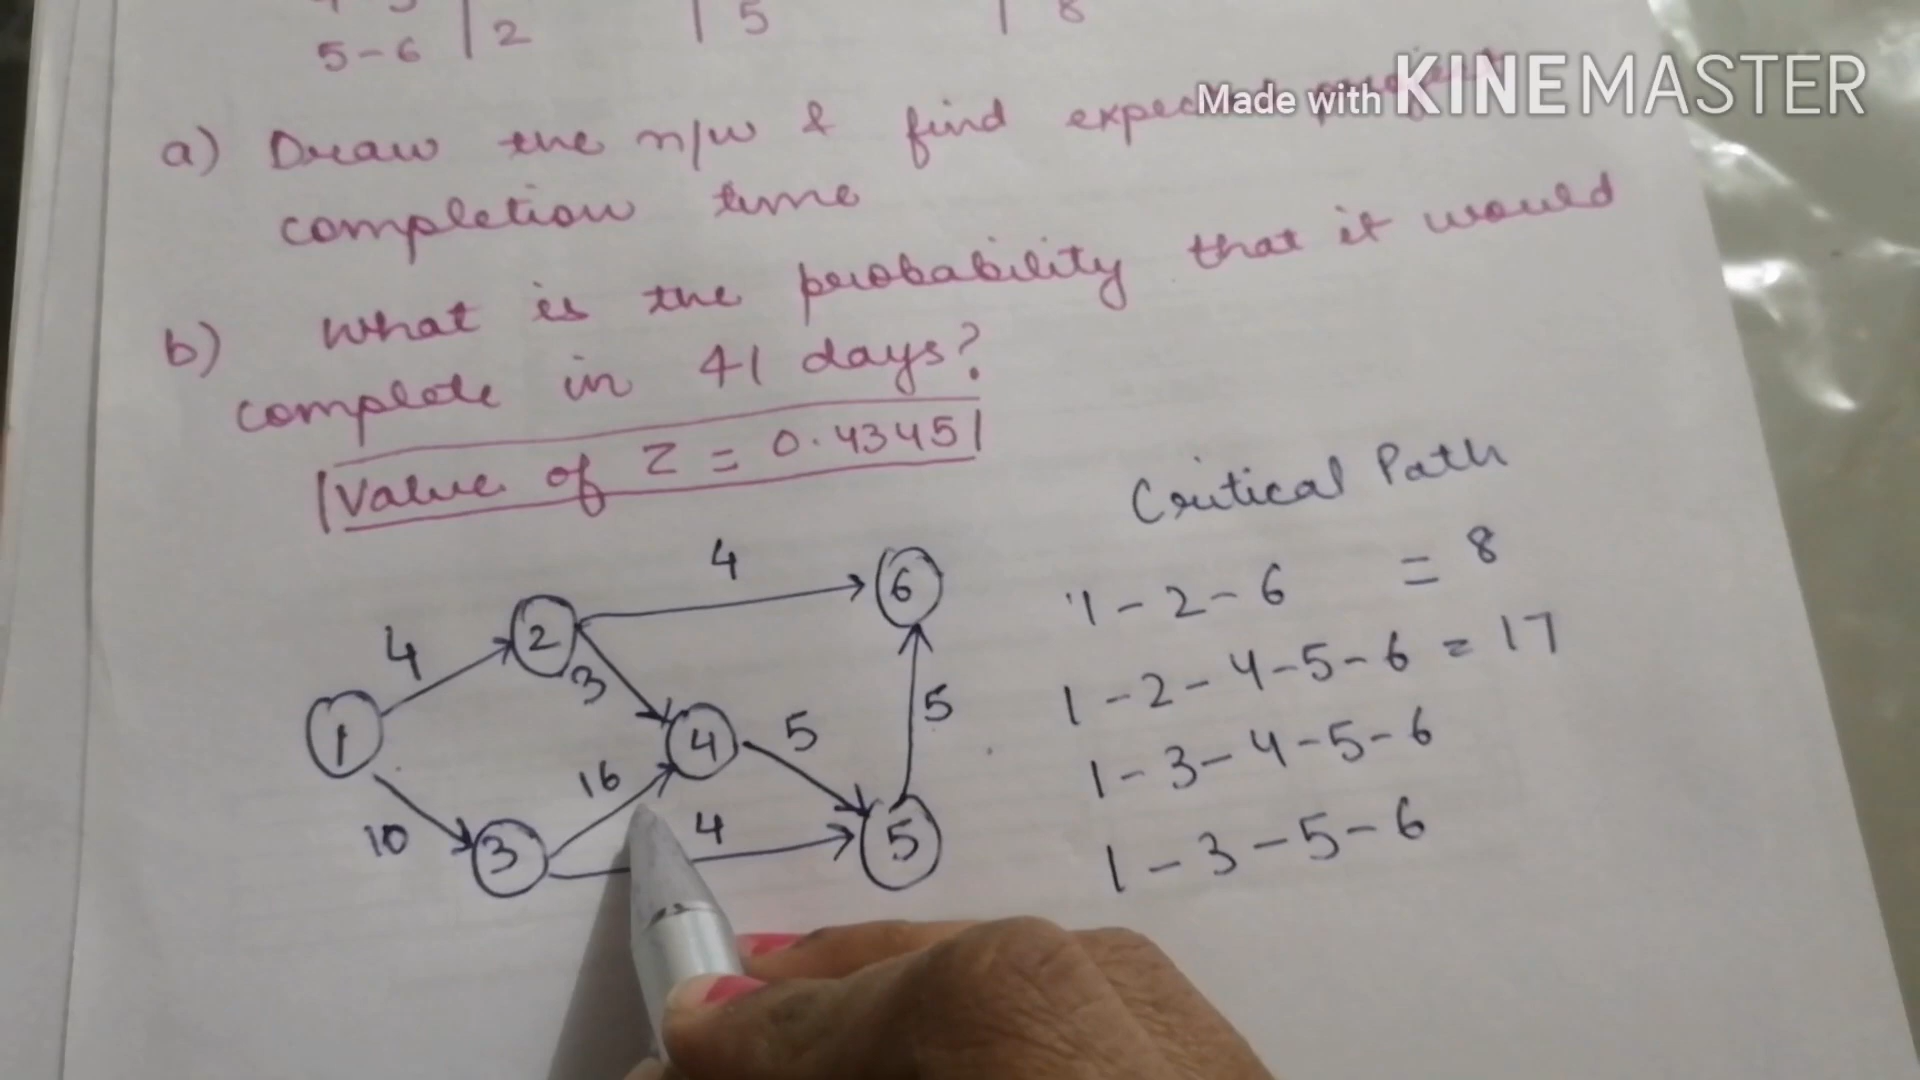 5-6 | 2 | 5 | 8
Made with KINEMASTER
a) Draw the n/w & find
completion time
b) What is the probability that it would
complete in 41 days?
Value of Z = 0.43451
Critical Path
4
6
1-2-6 = 8
4
2
3
1-2-4-5-6 = 17
1
4
5
5
1-3-4-5-6
16
10
3
4
5
1-3-5-6